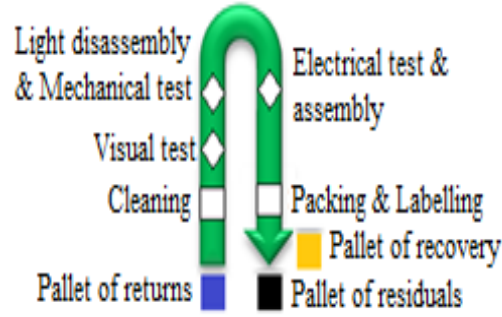 Light disassembly
& Mechanical test
Visual test
Cleaning
Pallet of returns
Electrical test &
assembly
Packing & Labelling
Pallet of recovery
Pallet of residuals